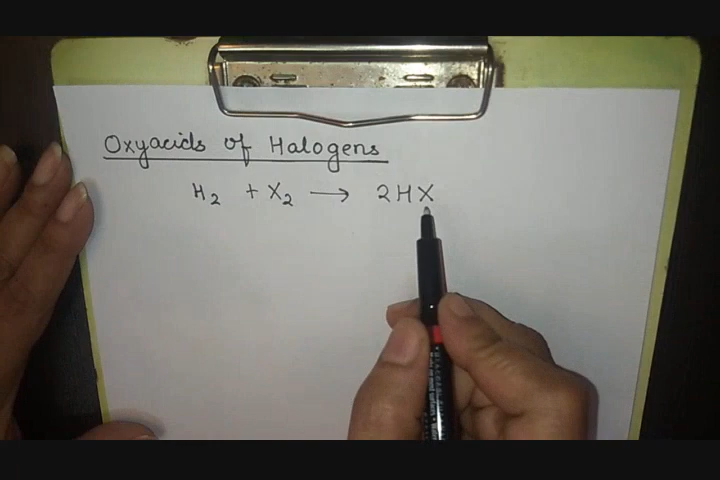 Oxyacids of Halogens
H₂ + X₂ ⟶ 2HX